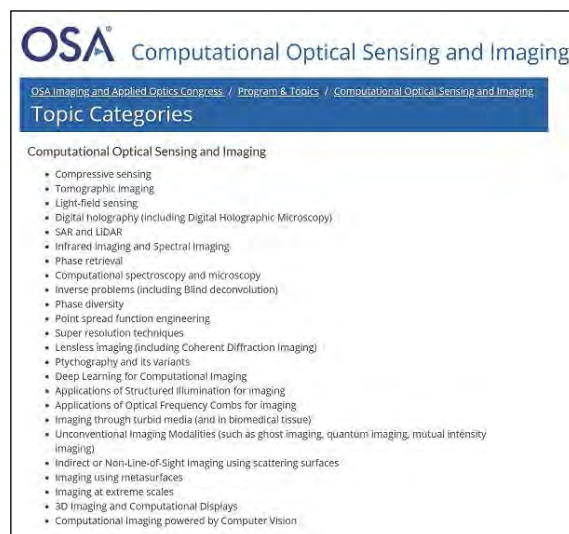 OSA® Computational Optical Sensing and Imaging
OSA Imaging and Applied Optics Congress / Program & Topics / Computational Optical Sensing and Imaging
Topic Categories
Computational Optical Sensing and Imaging
• Compressive sensing
• Tomographic Imaging
• Light-field sensing
• Digital holography (including Digital Holographic Microscopy)
• SAR and LiDAR
• Infrared imaging and Spectral Imaging
• Phase retrieval
• Computational spectroscopy and microscopy
• Inverse problems (including Blind deconvolution)
• Phase diversity
• Point spread function engineering
• Super resolution techniques
• Lensless imaging (including Coherent Diffraction Imaging)
• Ptychography and its variants
• Deep Learning for Computational Imaging
• Applications of Structured Illumination for imaging
• Applications of Optical Frequency Combs for imaging
• Imaging through turbid media (and in biomedical tissue)
• Unconventional Imaging Modalities (such as ghost imaging, quantum imaging, mutual intensity
imaging)
• Indirect or Non-Line-of-Sight Imaging using scattering surfaces
• Imaging using metasurfaces
• Imaging at extreme scales
• 3D Imaging and Computational Displays
• Computational Imaging powered by Computer Vision